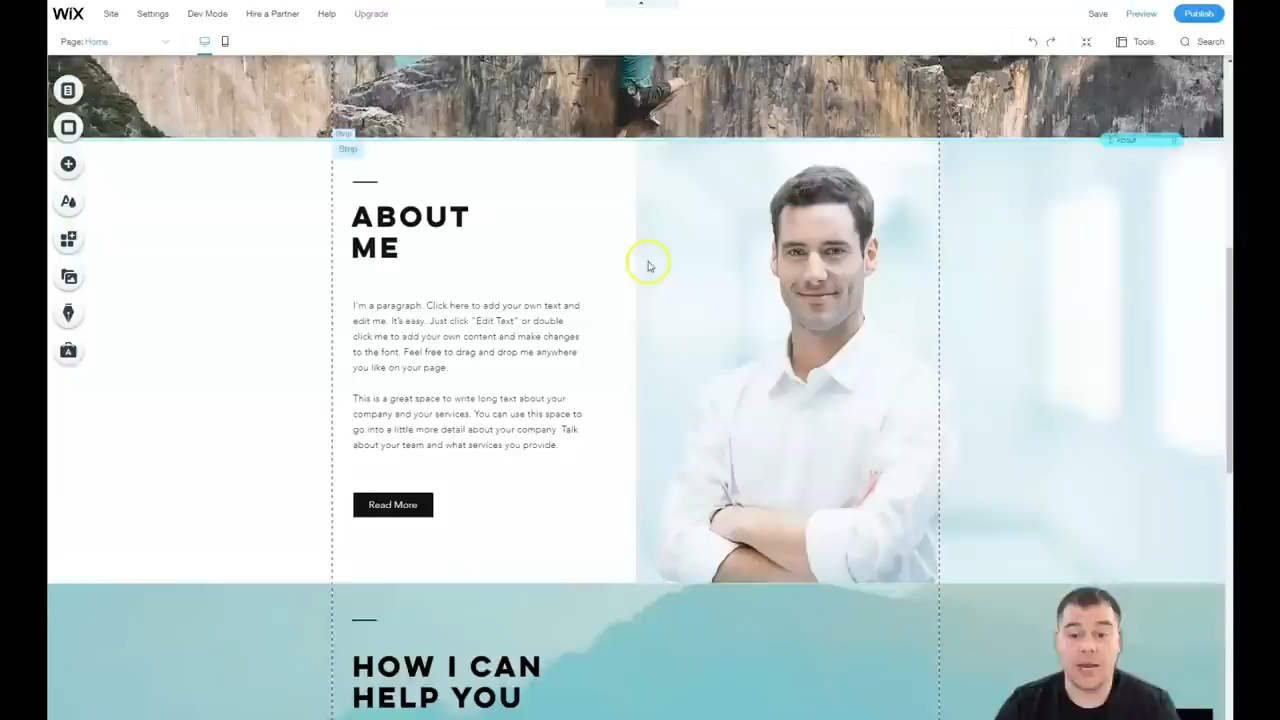 WiX Site Settings Dev Mode Hire a Partner Help Upgrade Save Preview Publish
Page: Home Tools Search
Strip
About
Strip
ABOUT
ME
I'm a paragraph. Click here to add your own text and
edit me. It's easy. Just click "Edit Text" or double
click me to add your own content and make changes
to the font. Feel free to drag and drop me anywhere
you like on your page.
This is a great space to write long text about your
company and your services. You can use this space to
go into a little more detail about your company. Talk
about your team and what services you provide.
Read More
HOW I CAN
HELP YOU